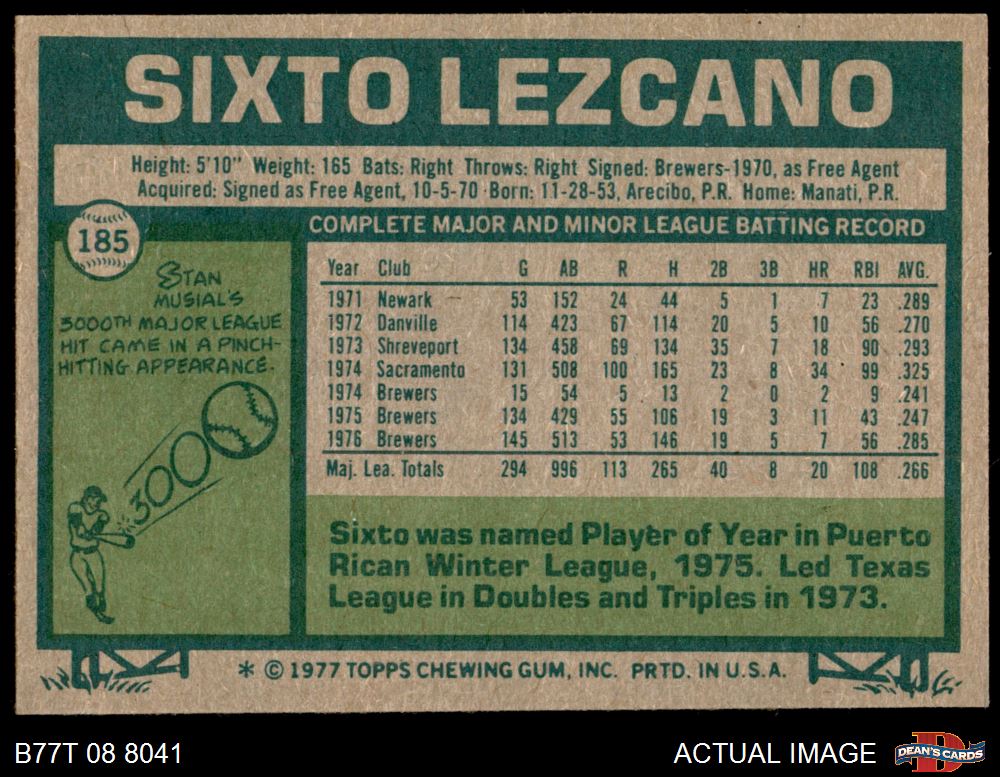 SIXTO LEZCANO
Height: 5'10" Weight: 165 Bats: Right Throws: Right Signed: Brewers-1970, as Free Agent
Acquired: Signed as Free Agent, 10-5-70 Born: 11-28-53, Arecibo, P.R. Home: Manati, P.R.
185
STAN
MUSIAL'S
3000TH MAJOR LEAGUE
HIT CAME IN A PINCH-
HITTING APPEARANCE.
3000
COMPLETE MAJOR AND MINOR LEAGUE BATTING RECORD
Year Club G AB R H 2B 3B HR RBI AVG.
1971 Newark 53 152 24 44 5 1 7 23 .289
1972 Danville 114 423 67 114 20 5 10 56 .270
1973 Shreveport 134 458 69 134 35 7 18 90 .293
1974 Sacramento 131 508 100 165 23 8 34 99 .325
1974 Brewers 15 54 5 13 2 0 2 9 .241
1975 Brewers 134 429 55 106 19 3 11 43 .247
1976 Brewers 145 513 53 146 19 5 7 56 .285
Maj. Lea. Totals 294 996 113 265 40 8 20 108 .266
Sixto was named Player of Year in Puerto
Rican Winter League, 1975. Led Texas
League in Doubles and Triples in 1973.
* © 1977 TOPPS CHEWING GUM, INC. PRTD. IN U.S.A.
B77T 08 8041
ACTUAL IMAGE
B
DEAN'S CARDS